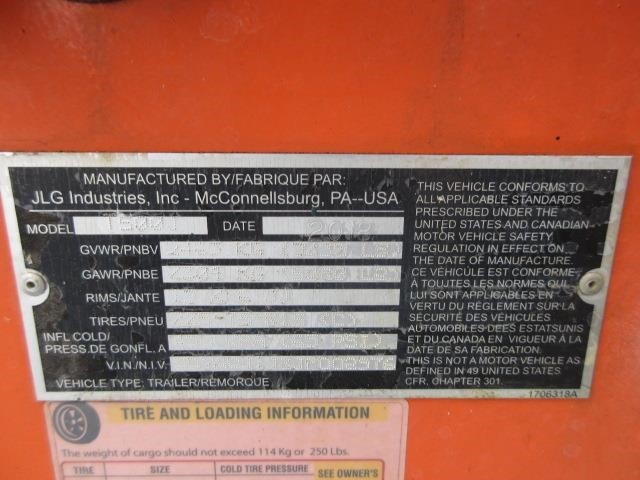 MANUFACTURED BY/FABRIQUE PAR:
JLG Industries, Inc - McConnellsburg, PA--USA
MODEL DATE
GVWR/PNBV
GAWR/PNBE
RIMS/JANTE
TIRES/PNEU
INFL COLD/
PRESS.DE GONFL. A
V.I.N./N.I.V.
VEHICLE TYPE: TRAILER/REMORQUE
THIS VEHICLE CONFORMS TO
ALL APPLICABLE STANDARDS
PRESCRIBED UNDER THE
UNITED STATES AND CANADIAN
MOTOR VEHICLE SAFETY
REGULATION IN EFFECT ON
THE DATE OF MANUFACTURE.
CE VÉHICULE EST CONFORME
A TOUTES LES NORMES QUI
LUI SONT APPLICABLES EN
VERTU DU RÉGLEMENT SUR LA
SÉCURITÉ DES VÉHICULES
AUTOMOBILES DES ETASTUNIS
ET DU CANADA EN VIGUEUR À LA
DATE DE SA FABRICATION.
THIS IS NOT A MOTOR VEHICLE AS
DEFINED IN 49 UNITED STATES
CFR, CHAPTER 301.
1706318A
TIRE AND LOADING INFORMATION
The weight of cargo should not exceed 114 Kg or 250 Lbs.
TIRE SIZE COLD TIRE PRESSURE SEE OWNER'S